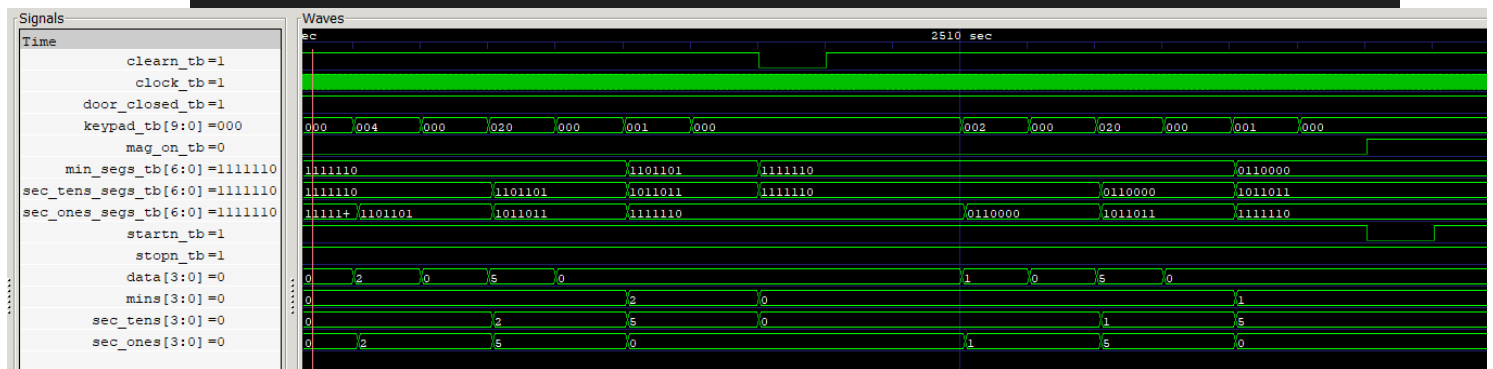 Signals Waves
Time ec 2510 sec
clearn_tb=1
clock_tb=1
door_closed_tb=1
keypad_tb[9:0]=000 000 004 000 020 000 001 000 002 000 020 000 001 000
mag_on_tb=0
min_segs_tb[6:0]=1111110 1111110 1101101 1111110 0110000
sec_tens_segs_tb[6:0]=1111110 1111110 1101101 1011011 1111110 0110000 1011011
sec_ones_segs_tb[6:0]=1111110 11111+ 1101101 1011011 1111110 0110000 1011011 1111110
startn_tb=1
stopn_tb=1
data[3:0]=0 0 2 0 5 0 1 0 5 0
mins[3:0]=0 0 2 0 1
sec_tens[3:0]=0 0 2 5 0 1 5
sec_ones[3:0]=0 0 2 5 0 1 5 0